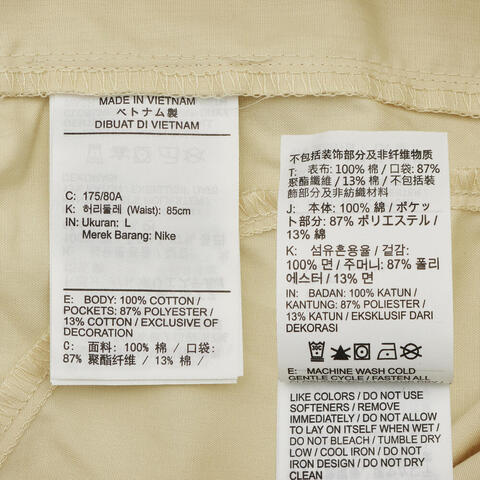 MADE IN VIETNAM
ベトナム製
DIBUAT DI VIETNAM
C: 175/80A
K: 허리둘레 (Waist): 85cm
IN: Ukuran: L
Merek Barang: Nike
E: BODY: 100% COTTON /
POCKETS: 87% POLYESTER /
13% COTTON / EXCLUSIVE OF
DECORATION
C: 面料: 100% 棉 / 口袋:
87% 聚酯纤维 / 13% 棉 /
不包括装饰部分及非纤维物质
T: 表布: 100% 棉 / 口袋: 87%
聚酯纖維 / 13% 棉 / 不包括裝
飾部分及非紡織材料
J: 本体: 100% 綿 / ポケッ
ト部分: 87% ポリエステル /
13% 綿
K: 섬유혼용율 / 겉감:
100% 면 / 주머니: 87% 폴리
에스터 / 13% 면
IN: BADAN: 100% KATUN /
KANTUNG: 87% POLIESTER /
13% KATUN / EKSKLUSIF DARI
DEKORASI
E: MACHINE WASH COLD
GENTLE CYCLE / FASTEN ALL
LIKE COLORS / DO NOT USE
SOFTENERS / REMOVE
IMMEDIATELY / DO NOT ALLOW
TO LAY ON ITSELF WHEN WET /
DO NOT BLEACH / TUMBLE DRY
LOW / COOL IRON / DO NOT
IRON DESIGN / DO NOT DRY
CLEAN